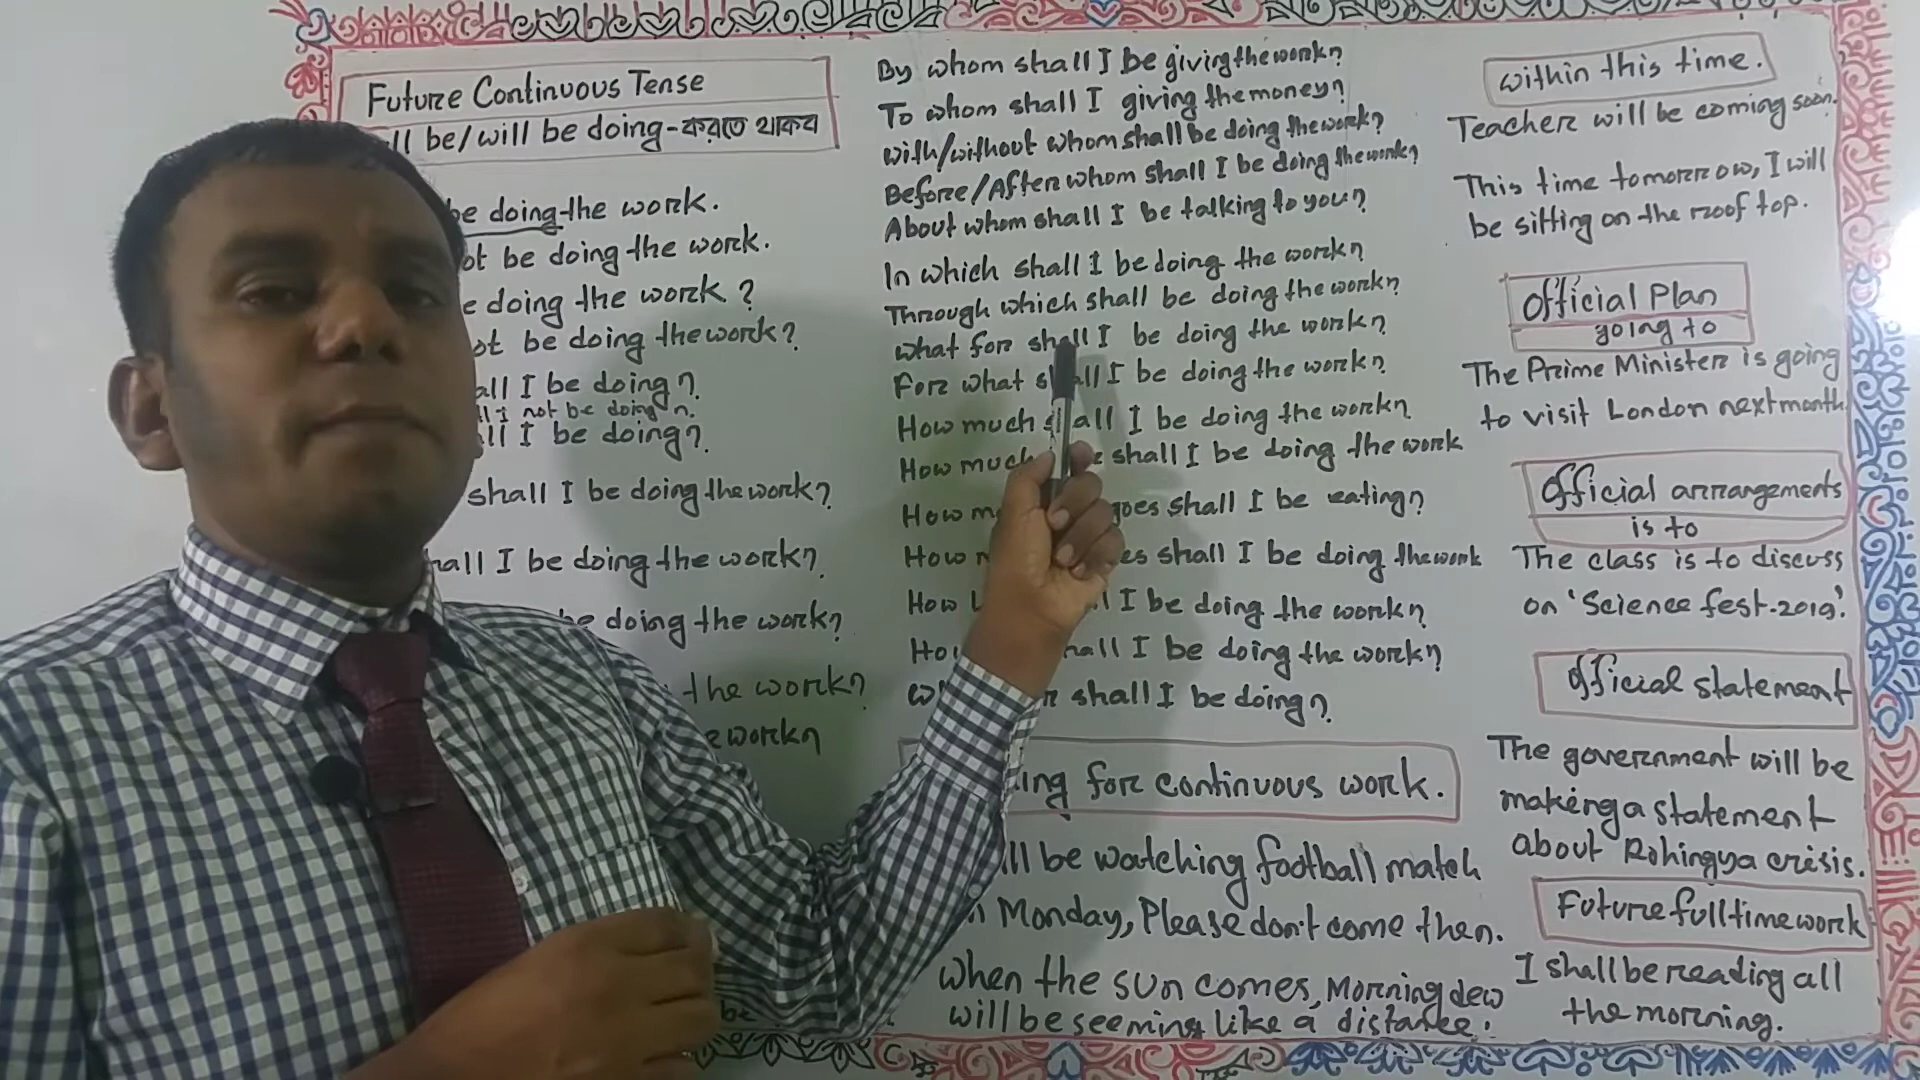 Future Continuous Tense
ll be/will be doing-করতে থাকব
be doing the work.
ot be doing the work.
e doing the work?
ot be doing the work?
all I be doing?
ll I not be doing?
ll I be doing?
shall I be doing the work?
hall I be doing the work?
be doing the work?
the work?
e work?
By whom shall I be giving the work?
To whom shall I giving the money?
With/without whom shall be doing the work?
Before/After whom shall I be doing the work?
About whom shall I be talking to you?
In which shall I be doing the work?
Through which shall be doing the work?
What for shall I be doing the work?
For what shall I be doing the work?
How much shall I be doing the work?
How much shall I be doing the work
How m goes shall I be eating?
How m es shall I be doing the work
How l I be doing the work?
Ho hall I be doing the work?
Wh r shall I be doing?
ing for continuous work.
ll be watching football match
n Monday, Please don't come then.
When the sun comes, Morning dew
will be seeming like a distance.
be
within this time.
Teacher will be coming soon.
This time tomorrow, I will
be sitting on the roof top.
Official Plan
going to
The Prime Minister is going
to visit London next month
Official arrangements
is to
The class is to discuss
on 'Science fest-2019'.
Official statement
The government will be
making a statement
about Rohingya crisis.
Future full time work
I shall be reading all
the morning.